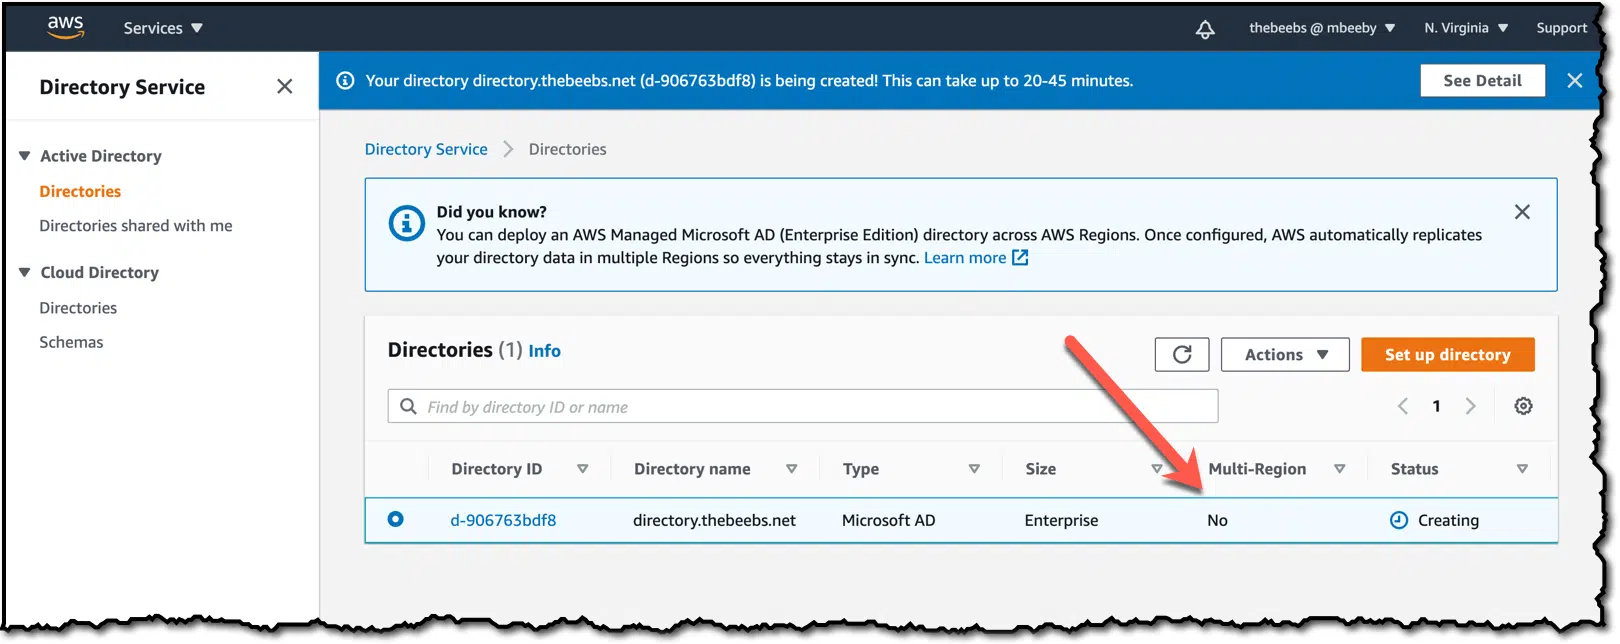 aws
Services
thebeebs @ mbeeby
N. Virginia
Support
Directory Service
Your directory directory.thebeebs.net (d-906763bdf8) is being created! This can take up to 20-45 minutes.
See Detail
Active Directory
Directories
Directories shared with me
Cloud Directory
Directories
Schemas
Directory Service > Directories
Did you know?
You can deploy an AWS Managed Microsoft AD (Enterprise Edition) directory across AWS Regions. Once configured, AWS automatically replicates
your directory data in multiple Regions so everything stays in sync. Learn more
Directories (1) Info
Actions
Set up directory
Find by directory ID or name
1
Directory ID Directory name Type Size Multi-Region Status
d-906763bdf8 directory.thebeebs.net Microsoft AD Enterprise No Creating